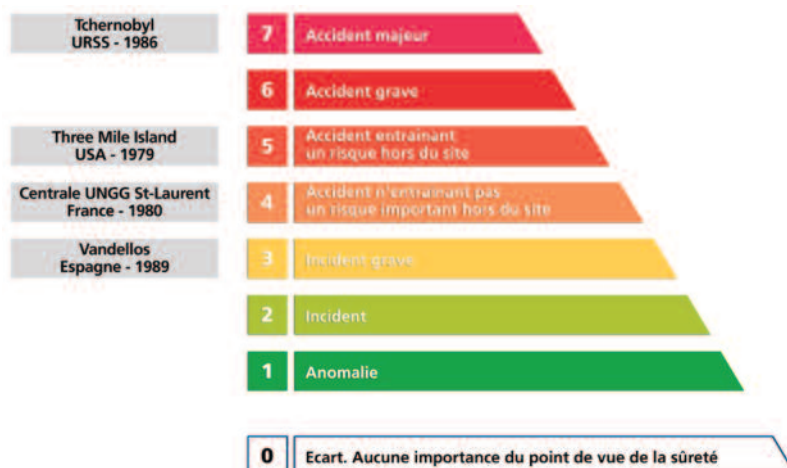 Tchernobyl
URSS - 1986
7 Accident majeur
6 Accident grave
Three Mile Island
USA - 1979
5 Accident entrainant
un risque hors du site
Centrale UNGG St-Laurent
France - 1980
4 Accident n'entrainant pas
un risque important hors du site
Vandellos
Espagne - 1989
3 Incident grave
2 Incident
1 Anomalie
0 Ecart. Aucune importance du point de vue de la sûreté